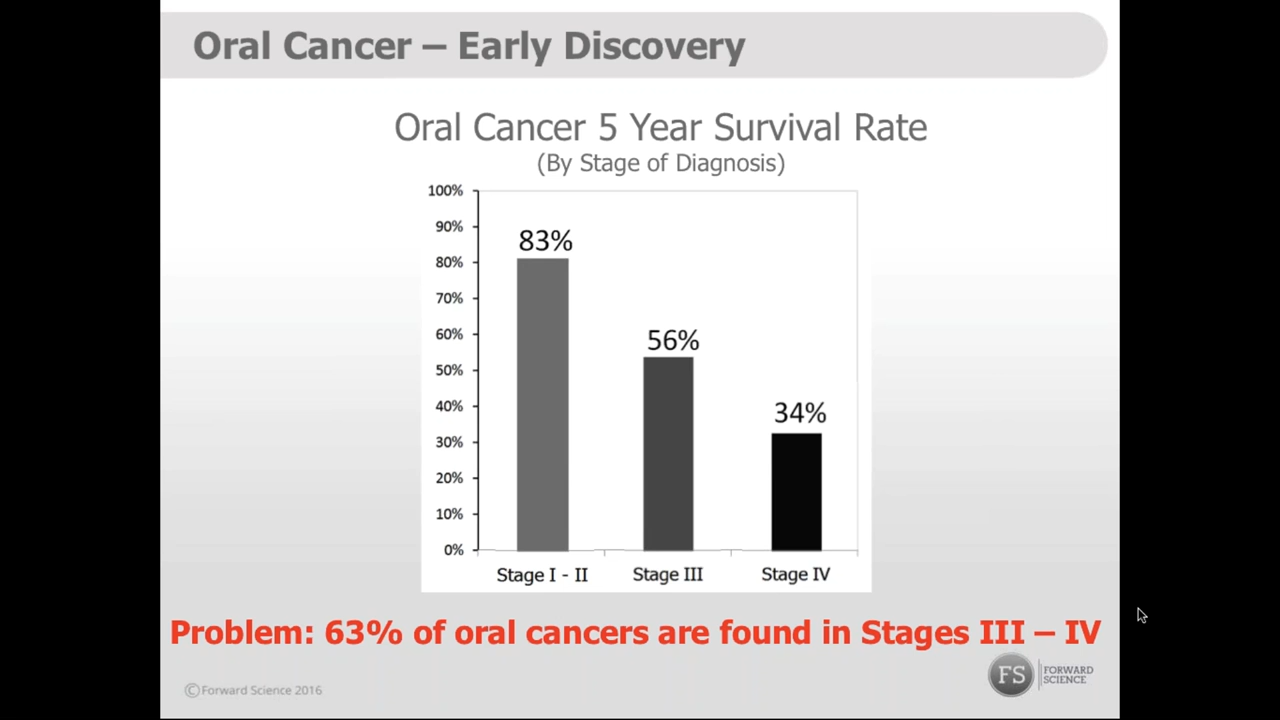 Oral Cancer – Early Discovery
Oral Cancer 5 Year Survival Rate
(By Stage of Diagnosis)
100%
90%
80%
70%
60%
50%
40%
30%
20%
10%
0%
83%
56%
34%
Stage I - II
Stage III
Stage IV
Problem: 63% of oral cancers are found in Stages III – IV
©Forward Science 2016
FS
FORWARD
SCIENCE